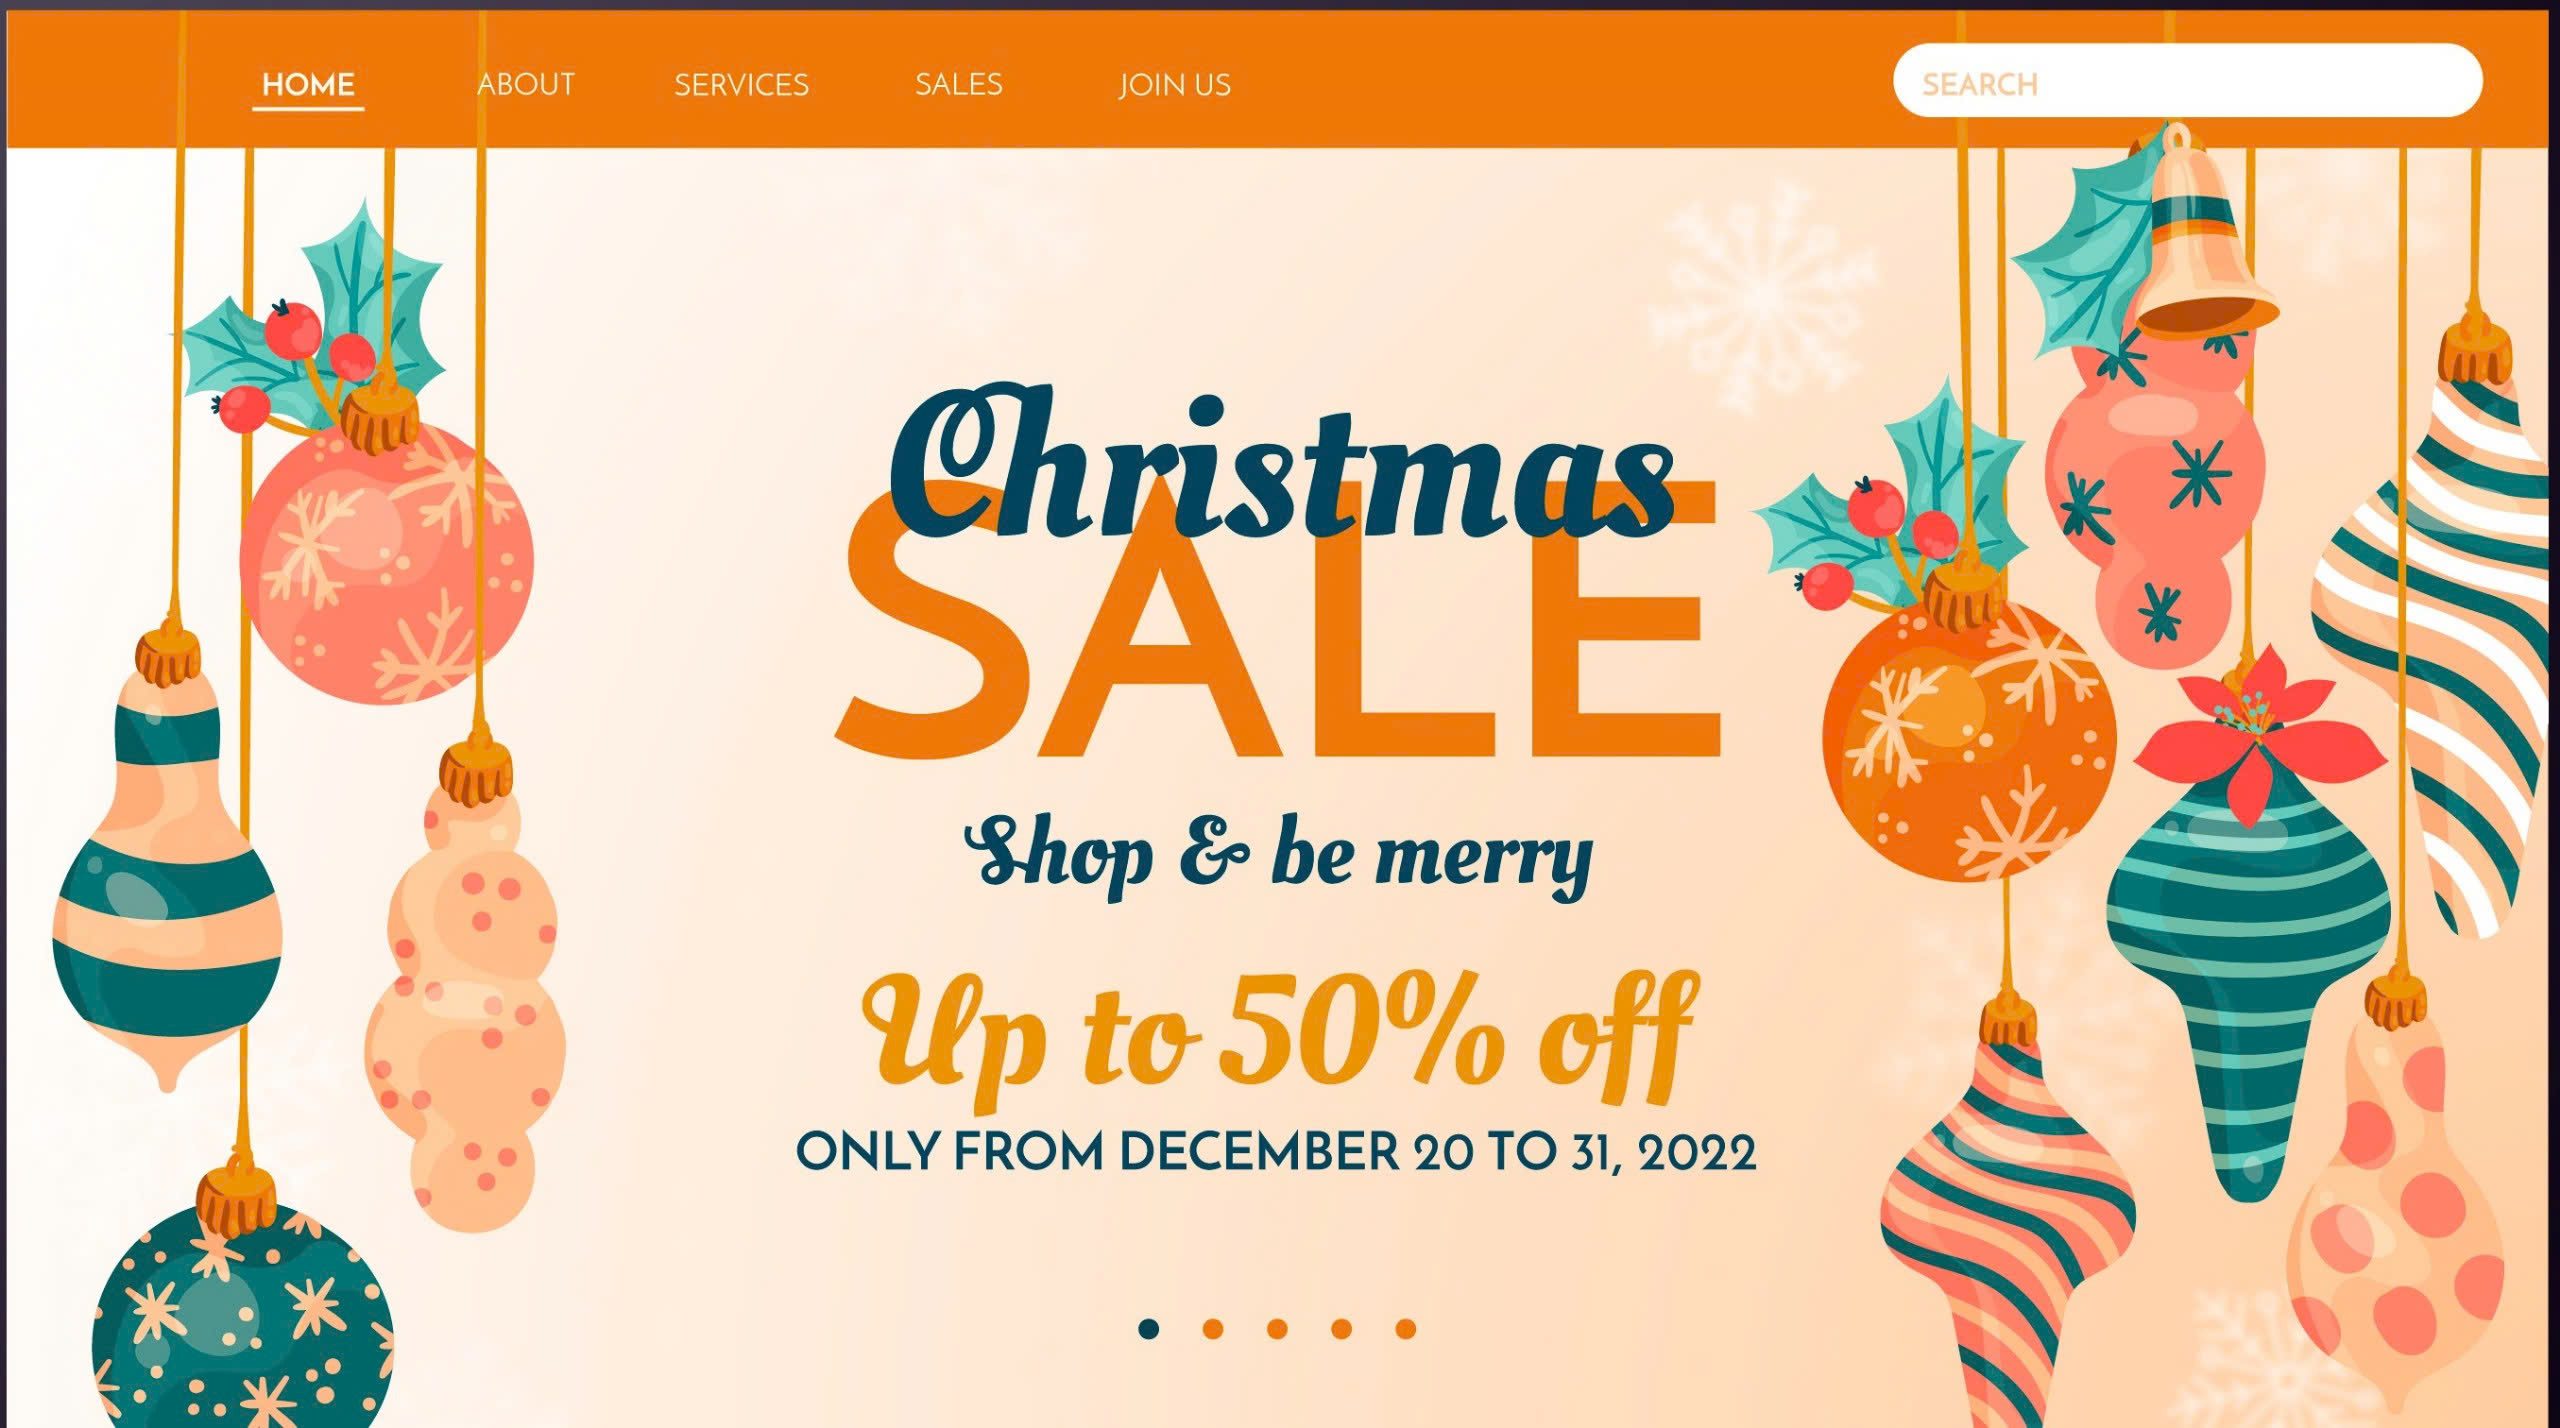 HOME ABOUT SERVICES SALES JOIN US SEARCH
Christmas
SALE
Shop & be merry
Up to 50% off
ONLY FROM DECEMBER 20 TO 31, 2022